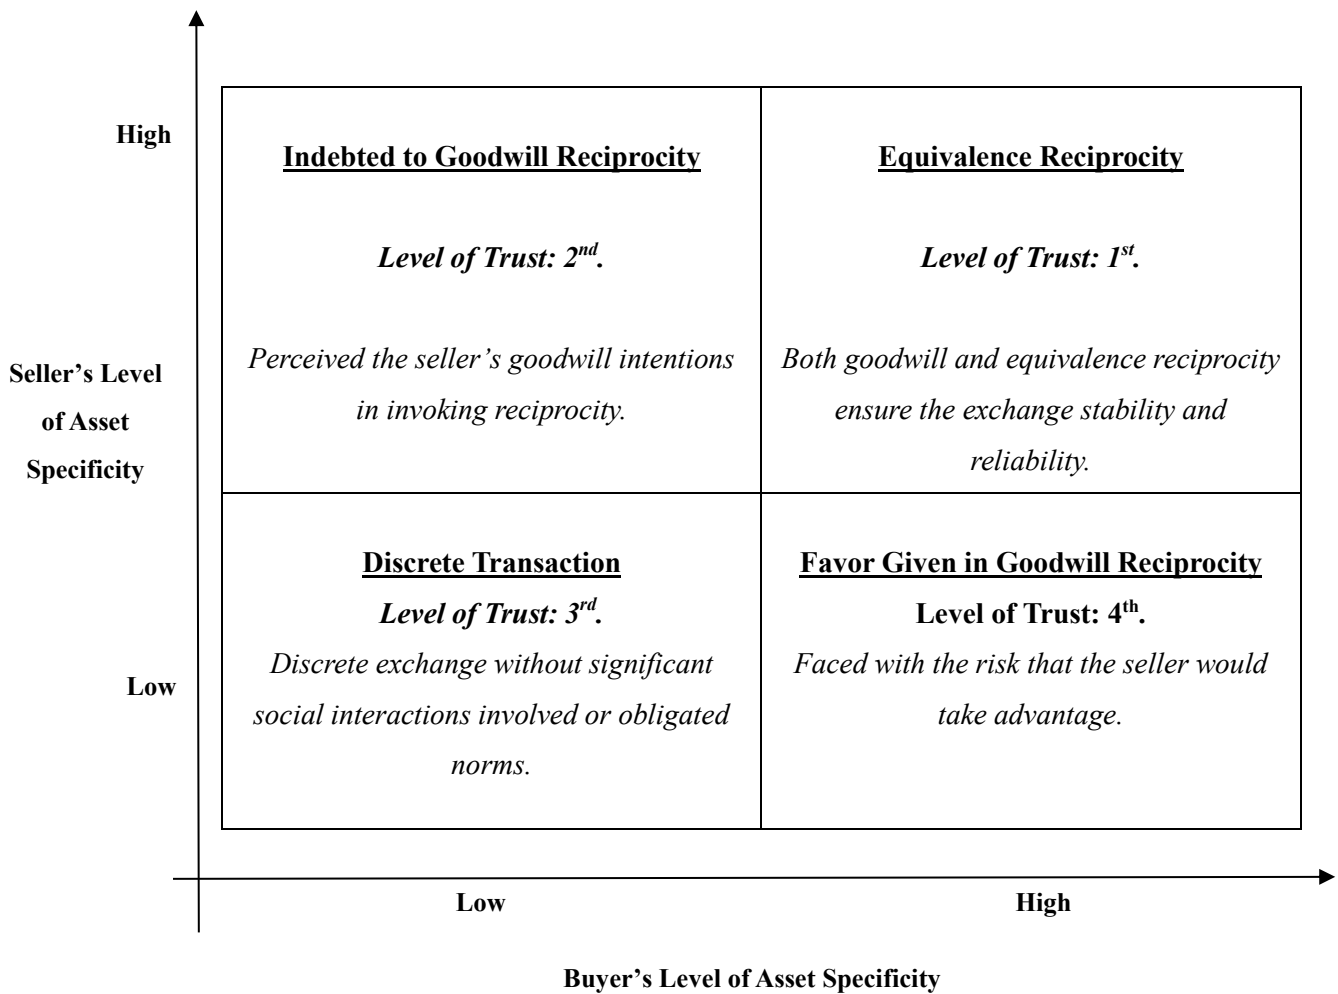 High
Indebted to Goodwill Reciprocity
Level of Trust: 2nd.
Perceived the seller’s goodwill intentions
in invoking reciprocity.
Equivalence Reciprocity
Level of Trust: 1st.
Both goodwill and equivalence reciprocity
ensure the exchange stability and
reliability.
Seller’s Level
of Asset
Specificity
Low
Discrete Transaction
Level of Trust: 3rd.
Discrete exchange without significant
social interactions involved or obligated
norms.
Favor Given in Goodwill Reciprocity
Level of Trust: 4th.
Faced with the risk that the seller would
take advantage.
Low
High
Buyer’s Level of Asset Specificity